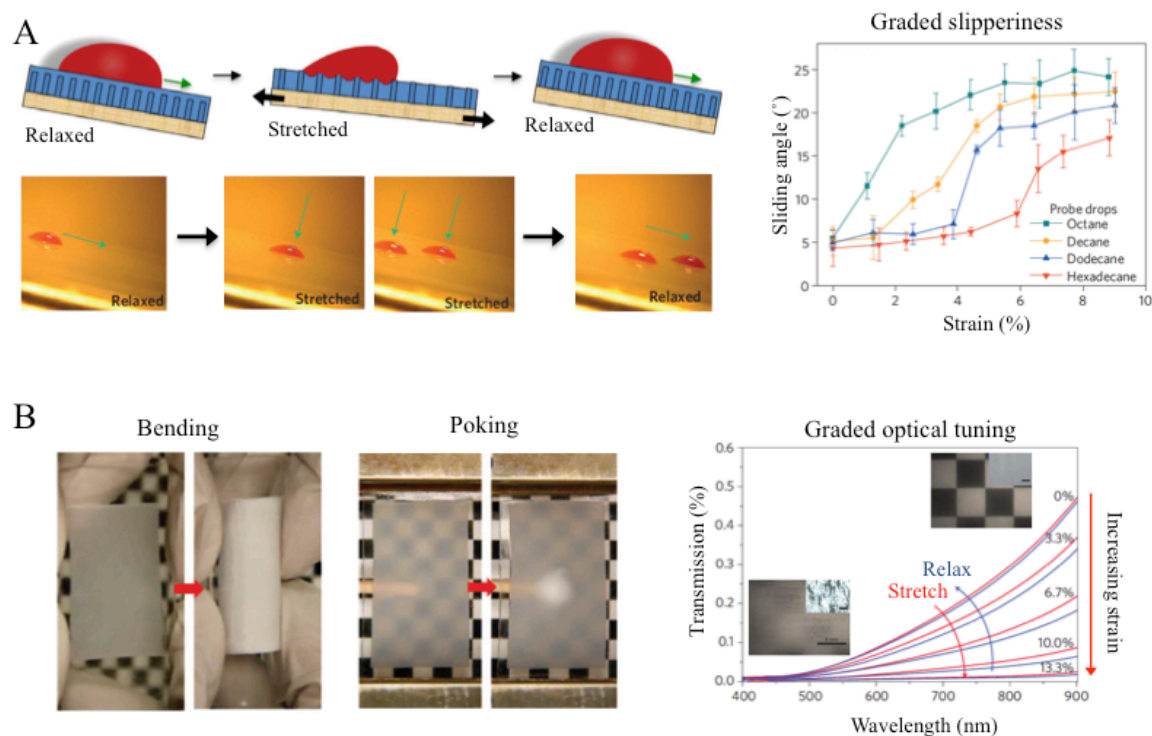 A
Relaxed
Stretched
Relaxed
Relaxed
Stretched
Stretched
Relaxed
Graded slipperiness
Sliding angle (°)
25
20
15
10
5
0
Probe drops
Octane
Decane
Dodecane
Hexadecane
0 2 4 6 8 10
Strain (%)
B
Bending
Poking
Graded optical tuning
Transmission (%)
0.6
0.5
0.4
0.3
0.2
0.1
0.0
0%
3.3%
6.7%
10.0%
13.3%
Relax
Stretch
Increasing strain
400 500 600 700 800 900
Wavelength (nm)